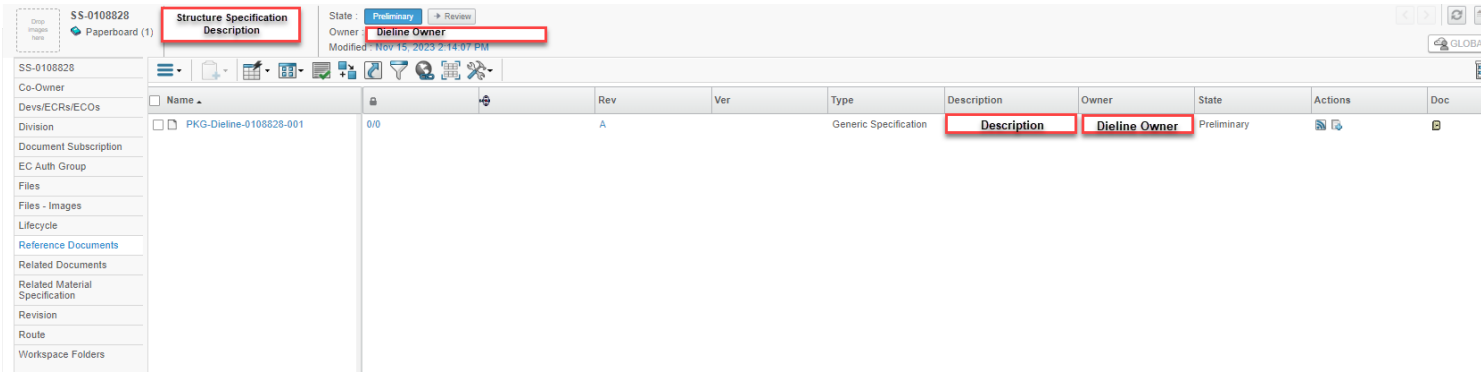 Drop
Images
here
SS-0108828
Paperboard (1)
Structure Specification
Description
State : Preliminary Review
Owner : Dieline Owner
Modified : Nov 15, 2023 2:14:07 PM
GLOBA
SS-0108828
Co-Owner
Devs/ECRs/ECOs
Division
Document Subscription
EC Auth Group
Files
Files - Images
Lifecycle
Reference Documents
Related Documents
Related Material
Specification
Revision
Route
Workspace Folders
Name Rev Ver Type Description Owner State Actions Doc
PKG-Dieline-0108828-001 0/0 A Generic Specification Description Dieline Owner Preliminary